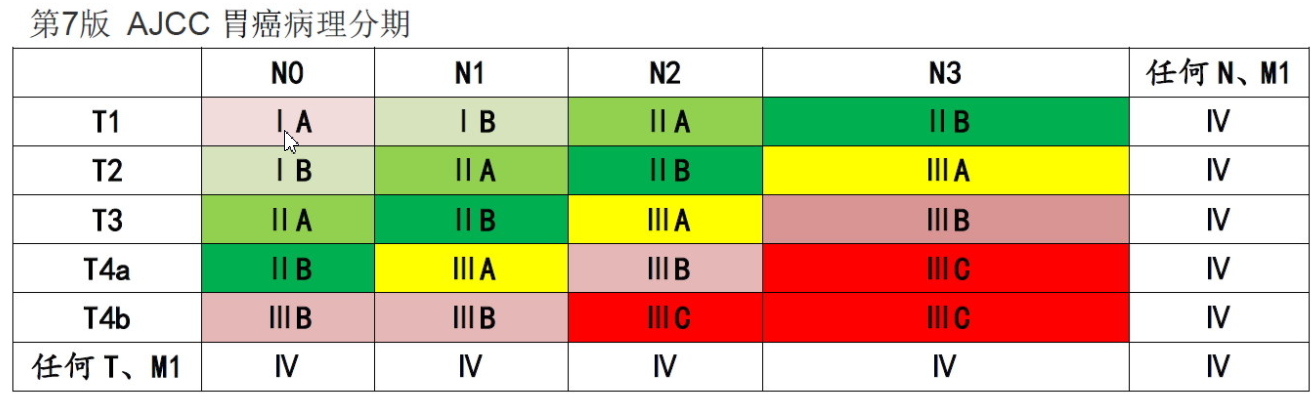 第7版 AJCC 胃癌病理分期
N0 N1 N2 N3 任何 N、M1
T1 ⅠA ⅠB ⅡA ⅡB Ⅳ
T2 ⅠB ⅡA ⅡB ⅢA Ⅳ
T3 ⅡA ⅡB ⅢA ⅢB Ⅳ
T4a ⅡB ⅢA ⅢB ⅢC Ⅳ
T4b ⅢB ⅢB ⅢC ⅢC Ⅳ
任何 T、M1 Ⅳ Ⅳ Ⅳ Ⅳ Ⅳ